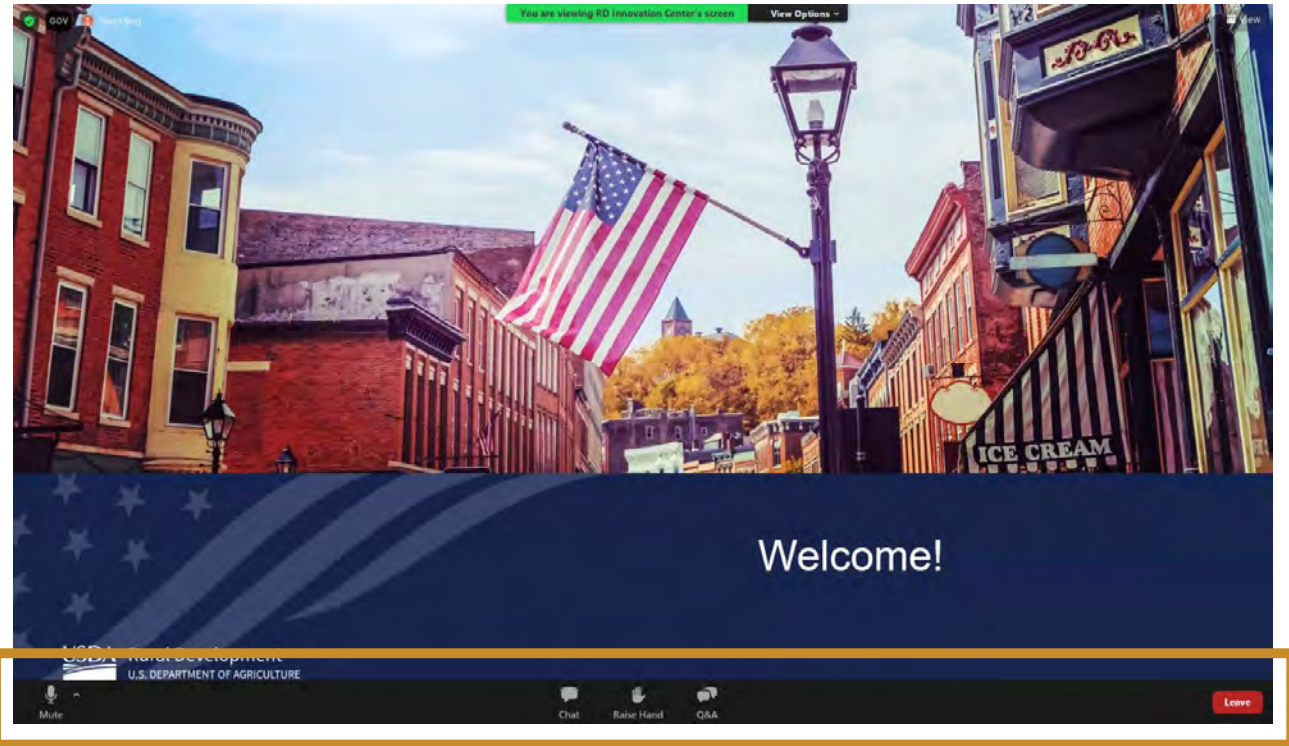 GOV
You are viewing RD Innovation Center's screen View Options
View
ICE CREAM
Welcome!
USDA Rural Development
U.S. DEPARTMENT OF AGRICULTURE
Mute
Chat Raise Hand Q&A
Leave